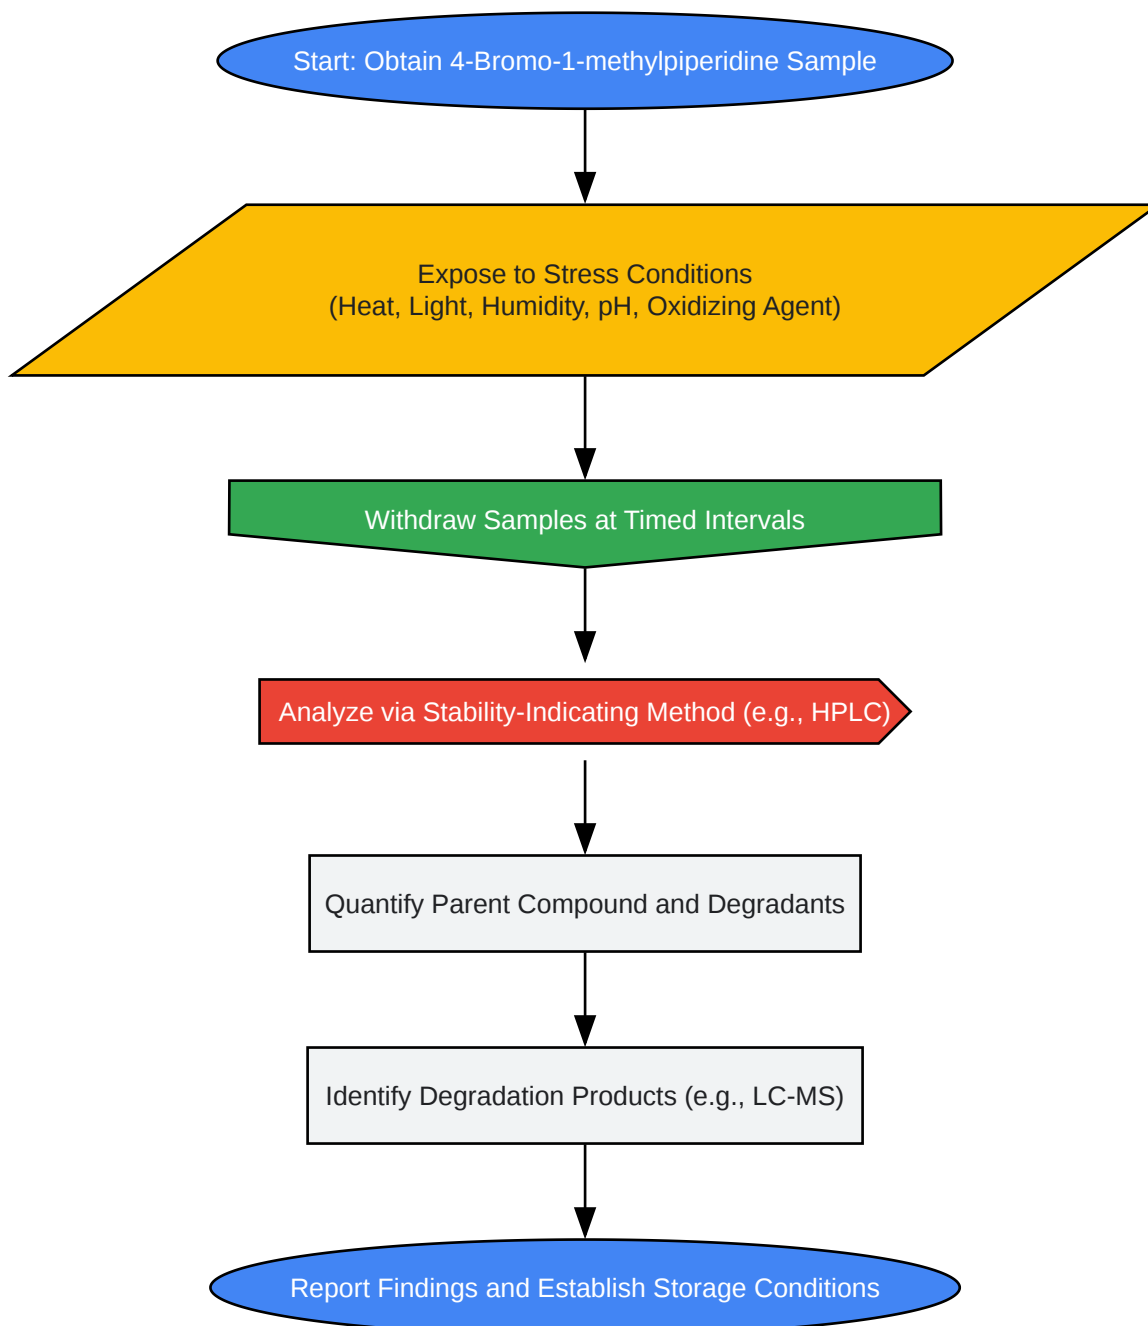 Start: Obtain 4-Bromo-1-methylpiperidine Sample
Expose to Stress Conditions
(Heat, Light, Humidity, pH, Oxidizing Agent)
Withdraw Samples at Timed Intervals
Analyze via Stability-Indicating Method (e.g., HPLC)
Quantify Parent Compound and Degradants
Identify Degradation Products (e.g., LC-MS)
Report Findings and Establish Storage Conditions